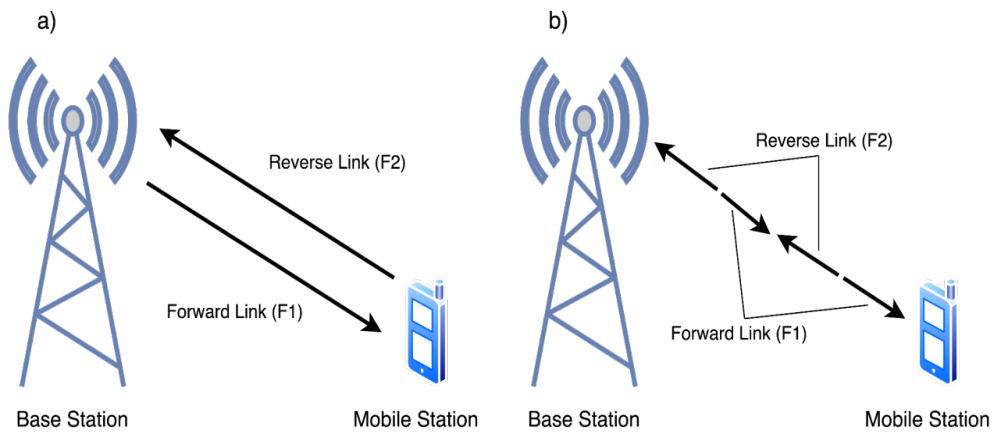 a)
Reverse Link (F2)
Forward Link (F1)
Base Station
Mobile Station
b)
Reverse Link (F2)
Forward Link (F1)
Base Station
Mobile Station